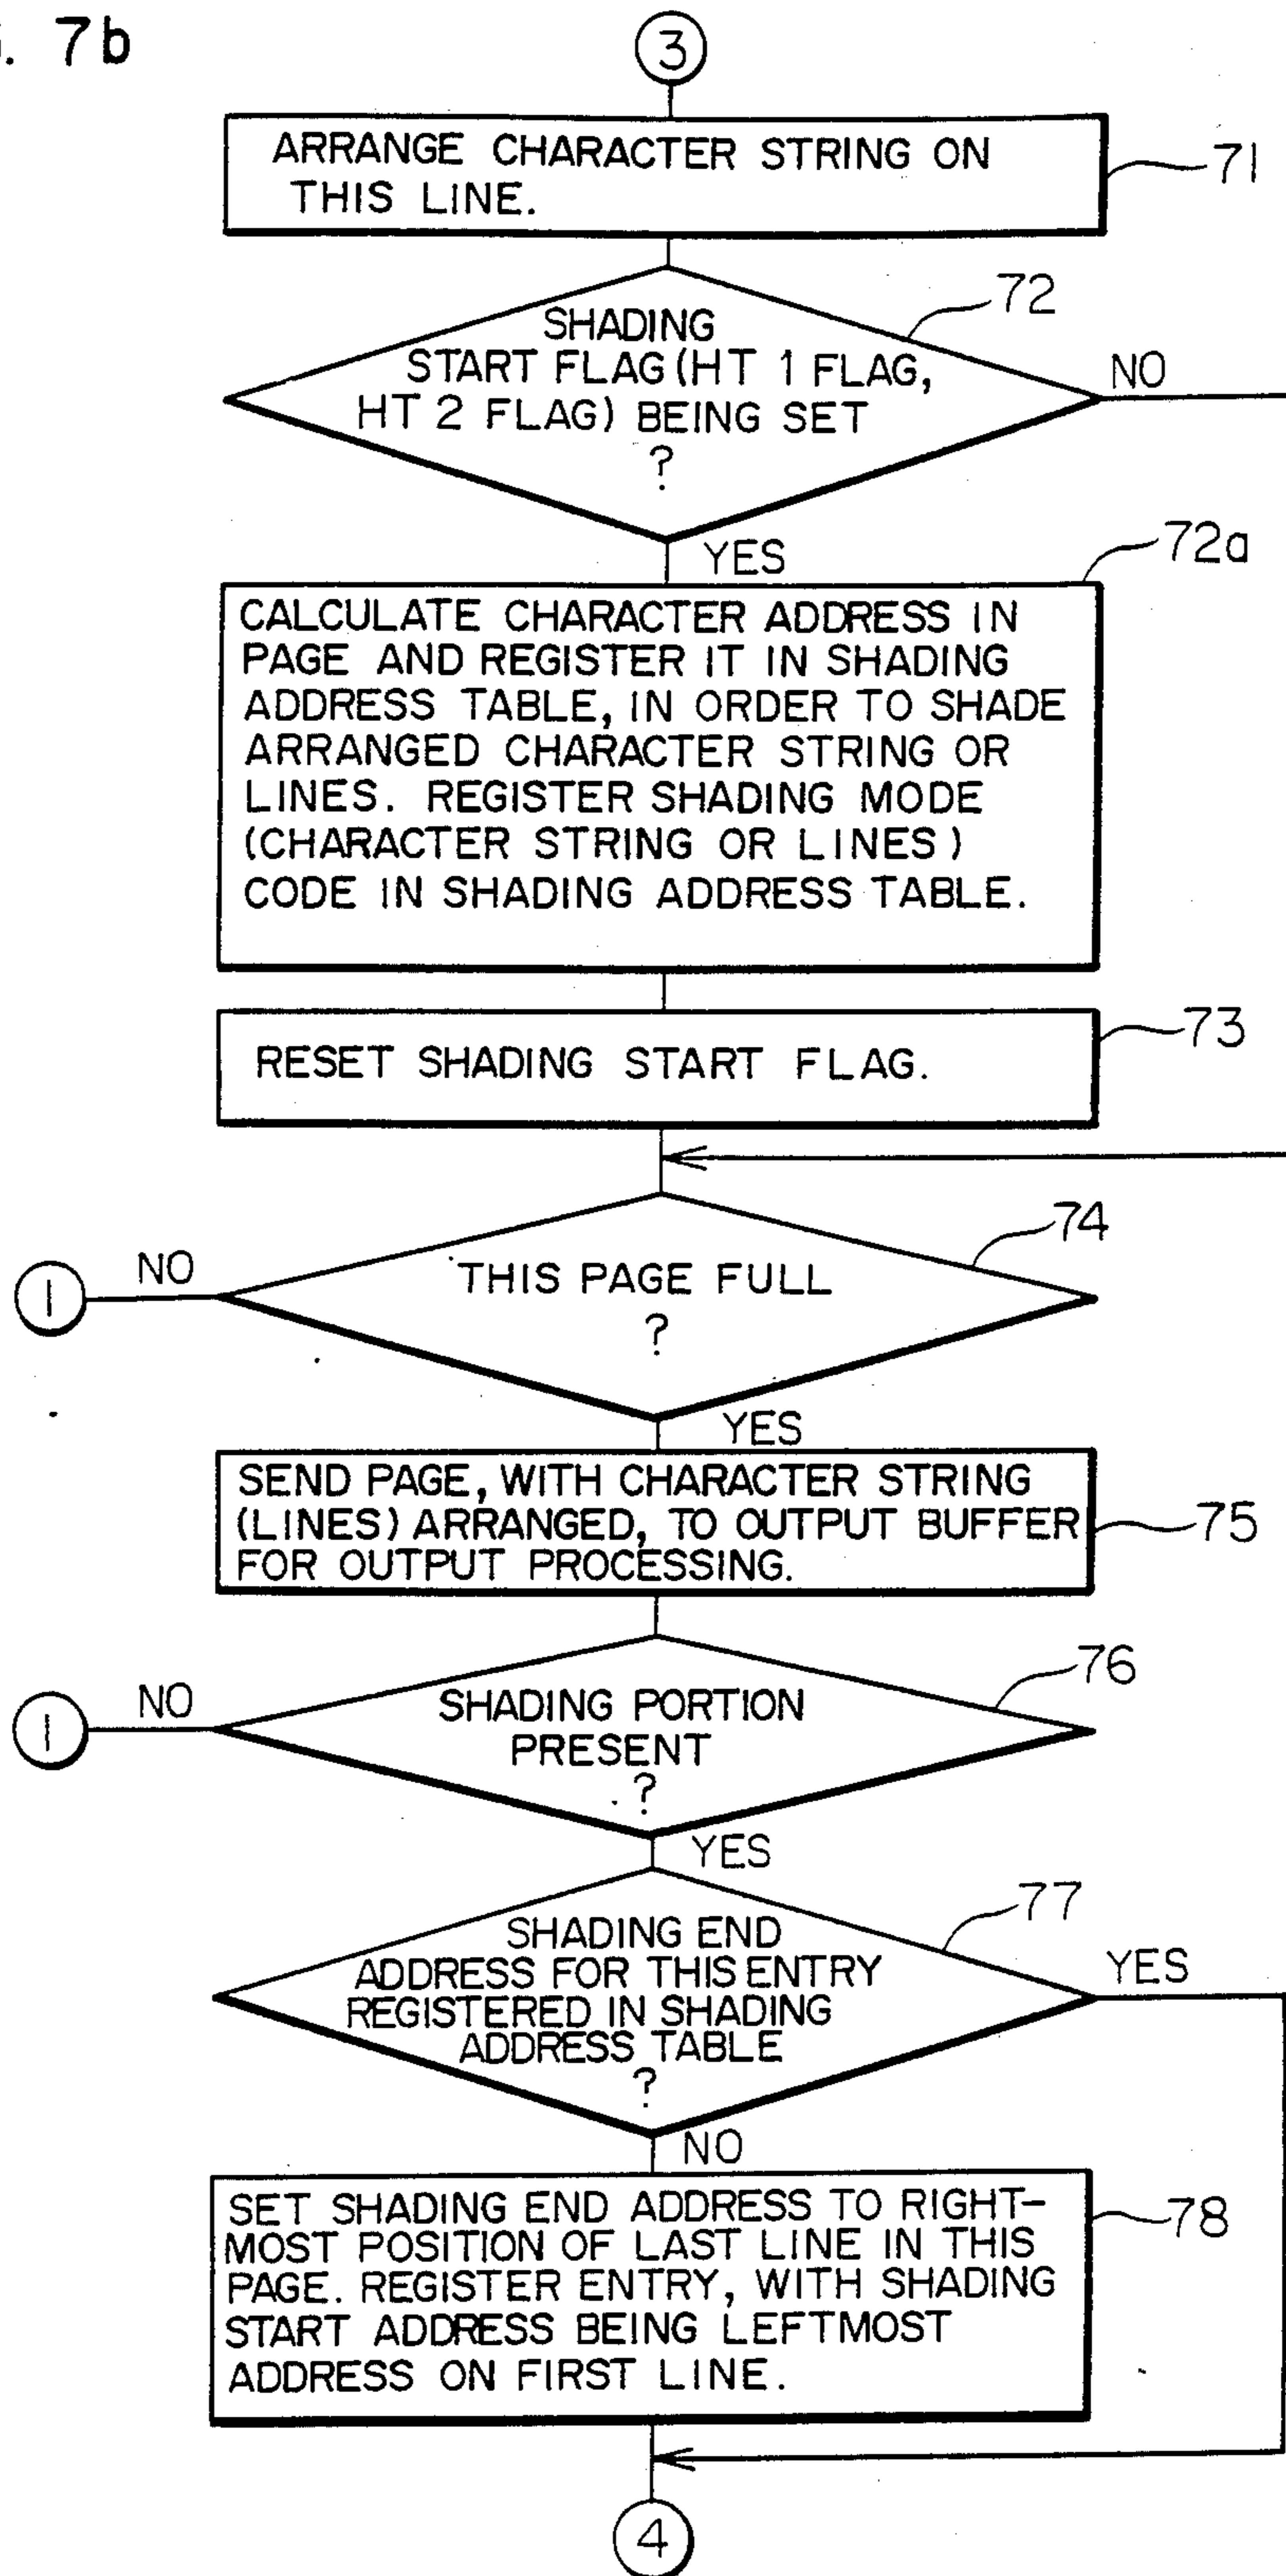 . 7b
3
ARRANGE CHARACTER STRING ON
THIS LINE.
71
72
SHADING
START FLAG (HT 1 FLAG,
HT 2 FLAG) BEING SET
?
NO
YES
72a
CALCULATE CHARACTER ADDRESS IN
PAGE AND REGISTER IT IN SHADING
ADDRESS TABLE, IN ORDER TO SHADE
ARRANGED CHARACTER STRING OR
LINES. REGISTER SHADING MODE
(CHARACTER STRING OR LINES)
CODE IN SHADING ADDRESS TABLE.
RESET SHADING START FLAG.
73
74
THIS PAGE FULL
?
NO
1
YES
SEND PAGE, WITH CHARACTER STRING
(LINES) ARRANGED, TO OUTPUT BUFFER
FOR OUTPUT PROCESSING.
75
76
SHADING PORTION
PRESENT
?
NO
1
YES
77
SHADING END
ADDRESS FOR THIS ENTRY
REGISTERED IN SHADING
ADDRESS TABLE
?
YES
NO
SET SHADING END ADDRESS TO RIGHT-
MOST POSITION OF LAST LINE IN THIS
PAGE. REGISTER ENTRY, WITH SHADING
START ADDRESS BEING LEFTMOST
ADDRESS ON FIRST LINE.
78
4